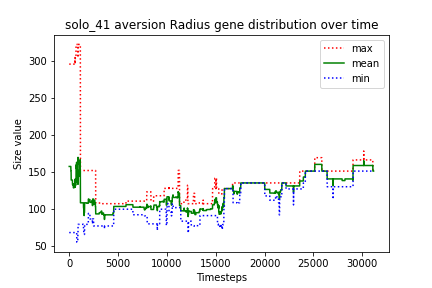 solo_41 aversion Radius gene distribution over time
max
mean
min
Size value
300
250
200
150
100
50
0
5000
10000
15000
20000
25000
30000
Timesteps